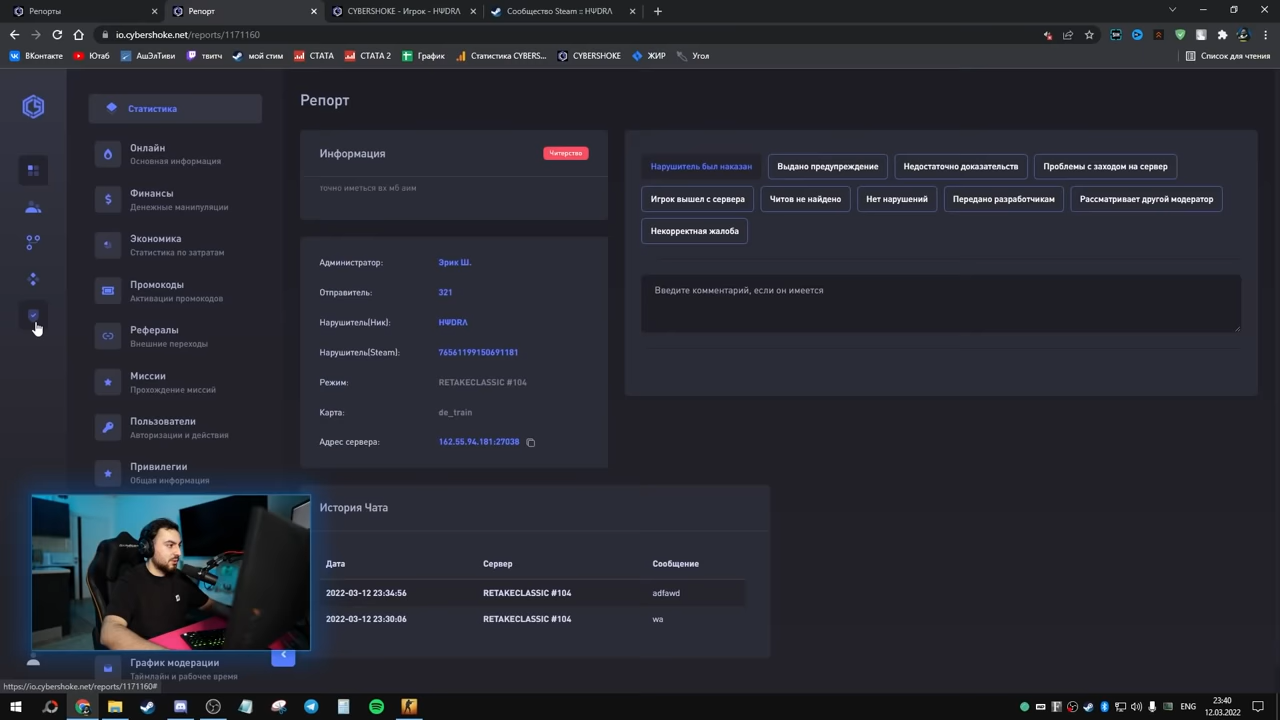 Репорты
Репорт
CYBERSHOKE - Игрок - HΨDRΛ
Сообщество Steam :: HΨDRΛ
io.cybershoke.net/reports/1171160
ВКонтакте
Ютаб
АшЭлТиви
твитч
мой стим
СТАТА
СТАТА 2
График
Статистика CYBERS...
CYBERSHOKE
ЖИР
Угол
Список для чтения
Статистика
Онлайн
Основная информация
Финансы
Денежные манипуляции
Экономика
Статистика по затратам
Промокоды
Активации промокодов
Рефералы
Внешние переходы
Миссии
Прохождение миссий
Пользователи
Авторизации и действия
Привилегии
Общая информация
График модерации
Таймлайн и рабочее время
Репорт
Информация
Читерство
точно иметься вх мб аим
Администратор: Эрик Ш.
Отправитель: 321
Нарушитель(Ник): HΨDRΛ
Нарушитель(Steam): 76561199150691181
Режим: RETAKECLASSIC #104
Карта: de_train
Адрес сервера: 162.55.94.181:27038
Нарушитель был наказан
Выдано предупреждение
Недостаточно доказательств
Проблемы с заходом на сервер
Игрок вышел с сервера
Читов не найдено
Нет нарушений
Передано разработчикам
Рассматривает другой модератор
Некорректная жалоба
Введите комментарий, если он имеется
История Чата
Дата Сервер Сообщение
2022-03-12 23:34:56 RETAKECLASSIC #104 adfawd
2022-03-12 23:30:06 RETAKECLASSIC #104 wa
https://io.cybershoke.net/reports/1171160#
ENG
23:40
12.03.2022